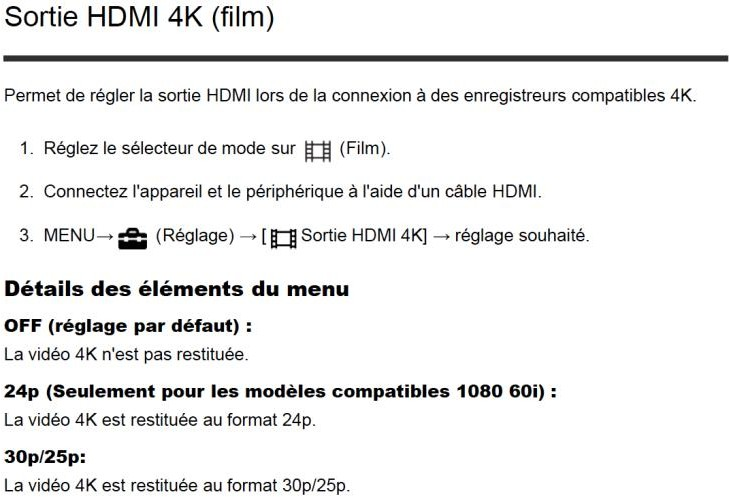 Sortie HDMI 4K (film)
Permet de régler la sortie HDMI lors de la connexion à des enregistreurs compatibles 4K.
1. Réglez le sélecteur de mode sur (Film).
2. Connectez l'appareil et le périphérique à l'aide d'un câble HDMI.
3. MENU→ (Réglage) → [ Sortie HDMI 4K] → réglage souhaité.
Détails des éléments du menu
OFF (réglage par défaut) :
La vidéo 4K n'est pas restituée.
24p (Seulement pour les modèles compatibles 1080 60i) :
La vidéo 4K est restituée au format 24p.
30p/25p:
La vidéo 4K est restituée au format 30p/25p.